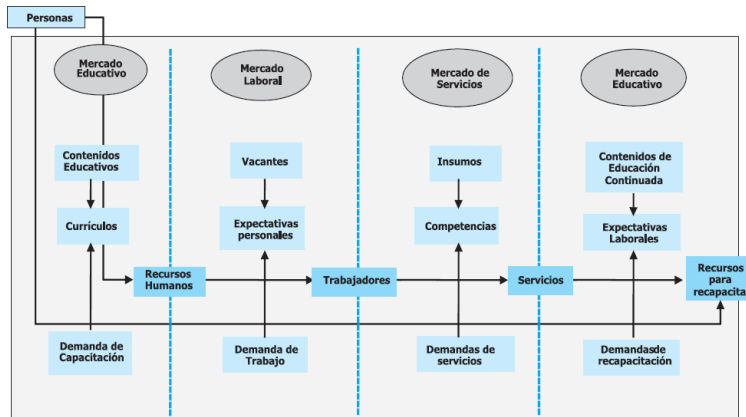 Personas
Mercado
Educativo
Mercado
Laboral
Mercado de
Servicios
Mercado
Educativo
Contenidos
Educativos
Vacantes
Insumos
Contenidos de
Educación
Continuada
Currículos
Expectativas
personales
Competencias
Expectativas
Laborales
Recursos
Humanos
Trabajadores
Servicios
Recursos
para
recapacita
Demanda de
Capacitación
Demanda de
Trabajo
Demandas de
servicios
Demandasde
recapacitación